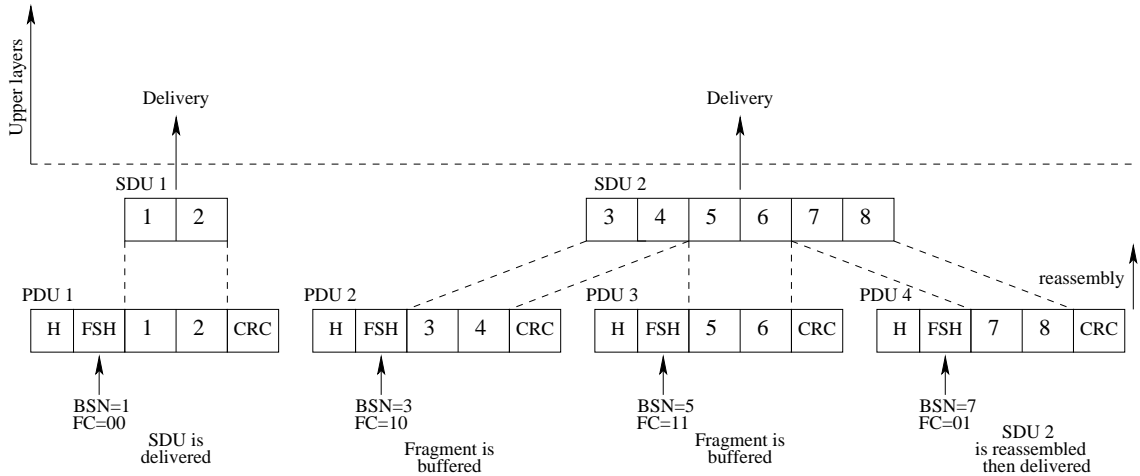 Upper layers
Delivery
Delivery
SDU 1
SDU 2
1 2
3 4 5 6 7 8
reassembly
PDU 1
PDU 2
PDU 3
PDU 4
H FSH 1 2 CRC
H FSH 3 4 CRC
H FSH 5 6 CRC
H FSH 7 8 CRC
BSN=1
FC=00
BSN=3
FC=10
BSN=5
FC=11
BSN=7
FC=01
SDU is
delivered
Fragment is
buffered
Fragment is
buffered
SDU 2
is reassembled
then delivered